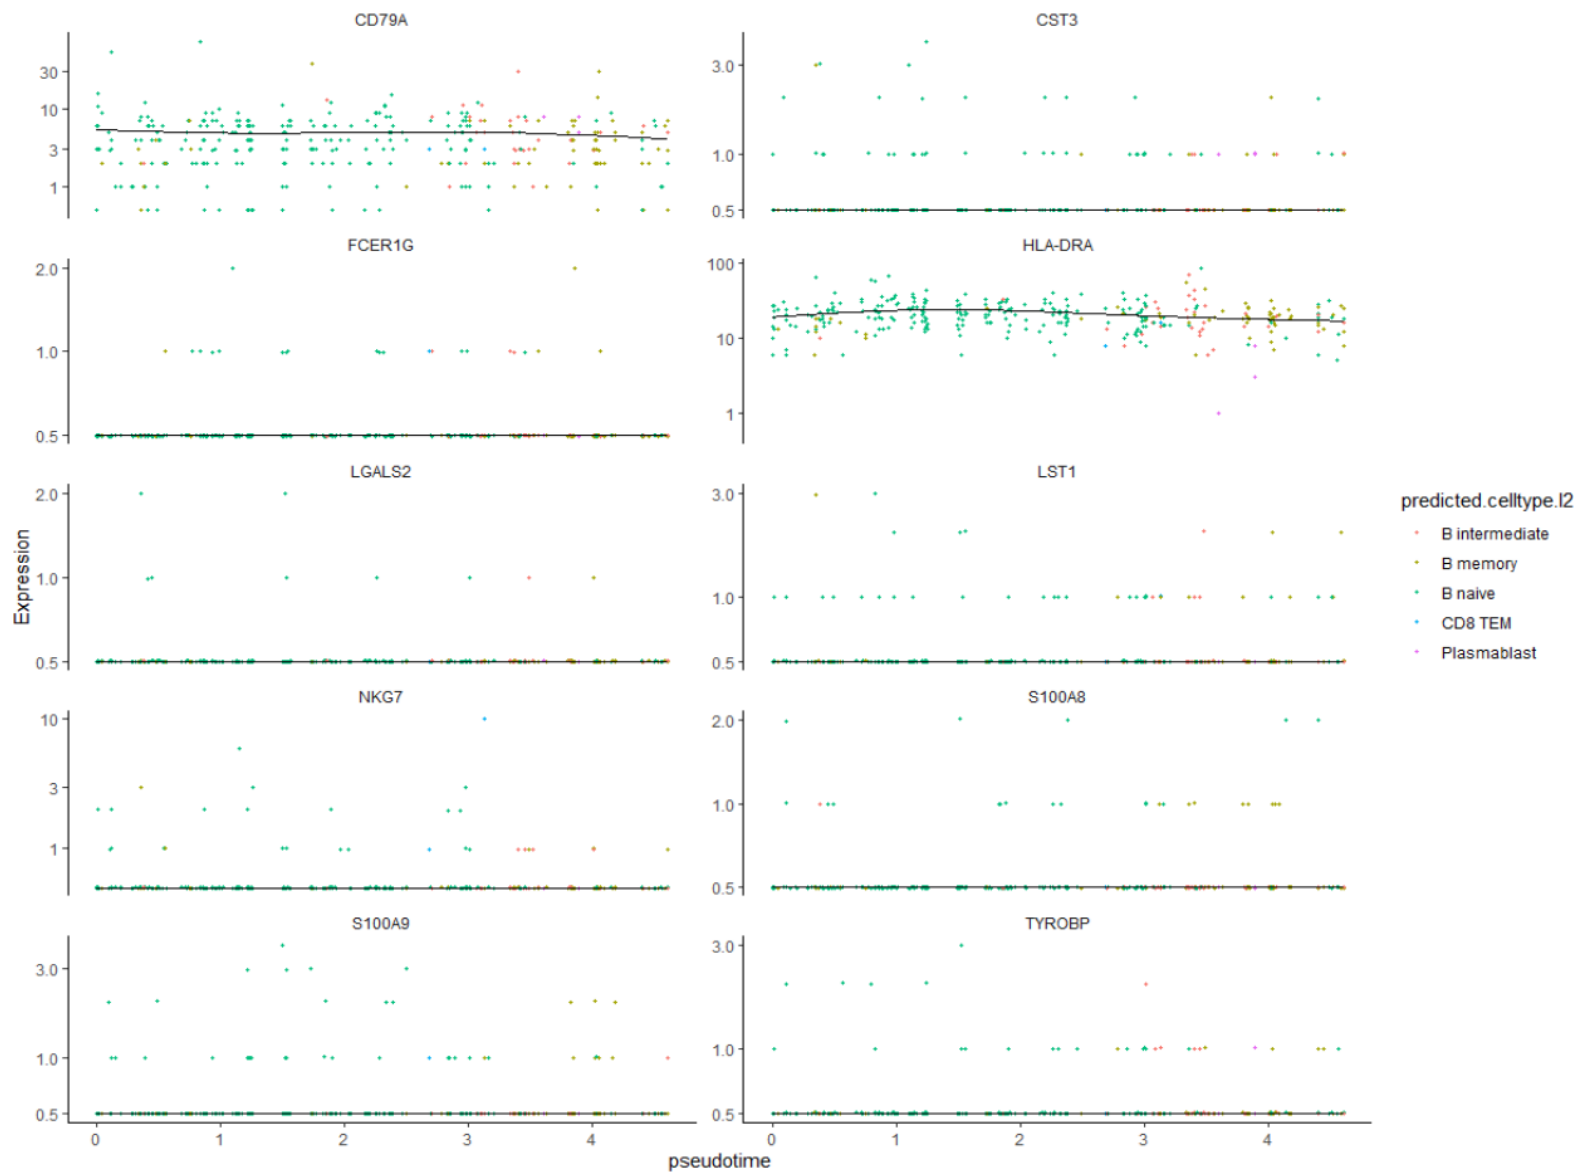 CD79A
30
10
3
1
CST3
3.0
1.0
0.5
FCER1G
2.0
1.0
0.5
HLA-DRA
100
10
1
LGALS2
2.0
1.0
0.5
LST1
3.0
1.0
0.5
NKG7
10
3
1
S100A8
2.0
1.0
0.5
S100A9
3.0
1.0
0.5
TYROBP
3.0
1.0
0.5
0 1 2 3 4
0 1 2 3 4
pseudotime
Expression
predicted.celltype.l2
B intermediate
B memory
B naive
CD8 TEM
Plasmablast